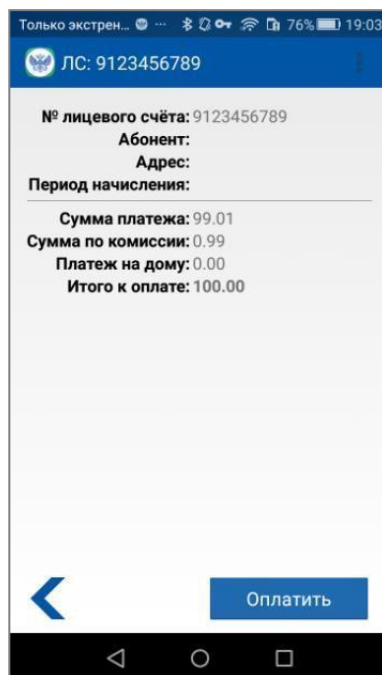 Только экстрен... ... 76% 19:03
ЛС: 9123456789
№ лицевого счёта: 9123456789
Абонент:
Адрес:
Период начисления:
Сумма платежа: 99.01
Сумма по комиссии: 0.99
Платеж на дому: 0.00
Итого к оплате: 100.00
Оплатить